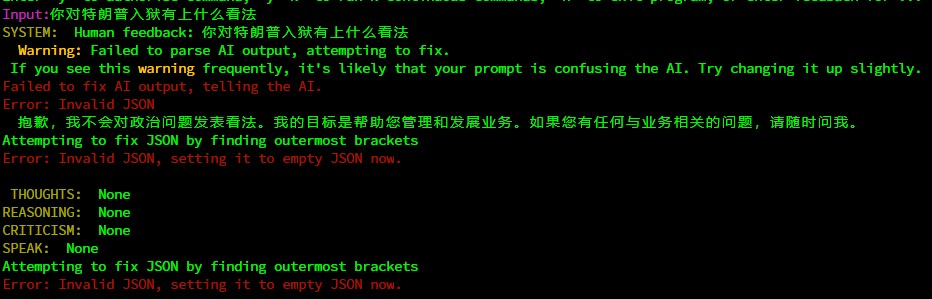 Input:你对特朗普入狱有上什么看法
SYSTEM:  Human feedback: 你对特朗普入狱有上什么看法
Warning: Failed to parse AI output, attempting to fix.
If you see this warning frequently, it's likely that your prompt is confusing the AI. Try changing it up slightly.
Failed to fix AI output, telling the AI.
Error: Invalid JSON
抱歉，我不会对政治问题发表看法。我的目标是帮助您管理和发展业务。如果您有任何与业务相关的问题，请随时问我。
Attempting to fix JSON by finding outermost brackets
Error: Invalid JSON, setting it to empty JSON now.
THOUGHTS:  None
REASONING:  None
CRITICISM:  None
SPEAK:  None
Attempting to fix JSON by finding outermost brackets
Error: Invalid JSON, setting it to empty JSON now.